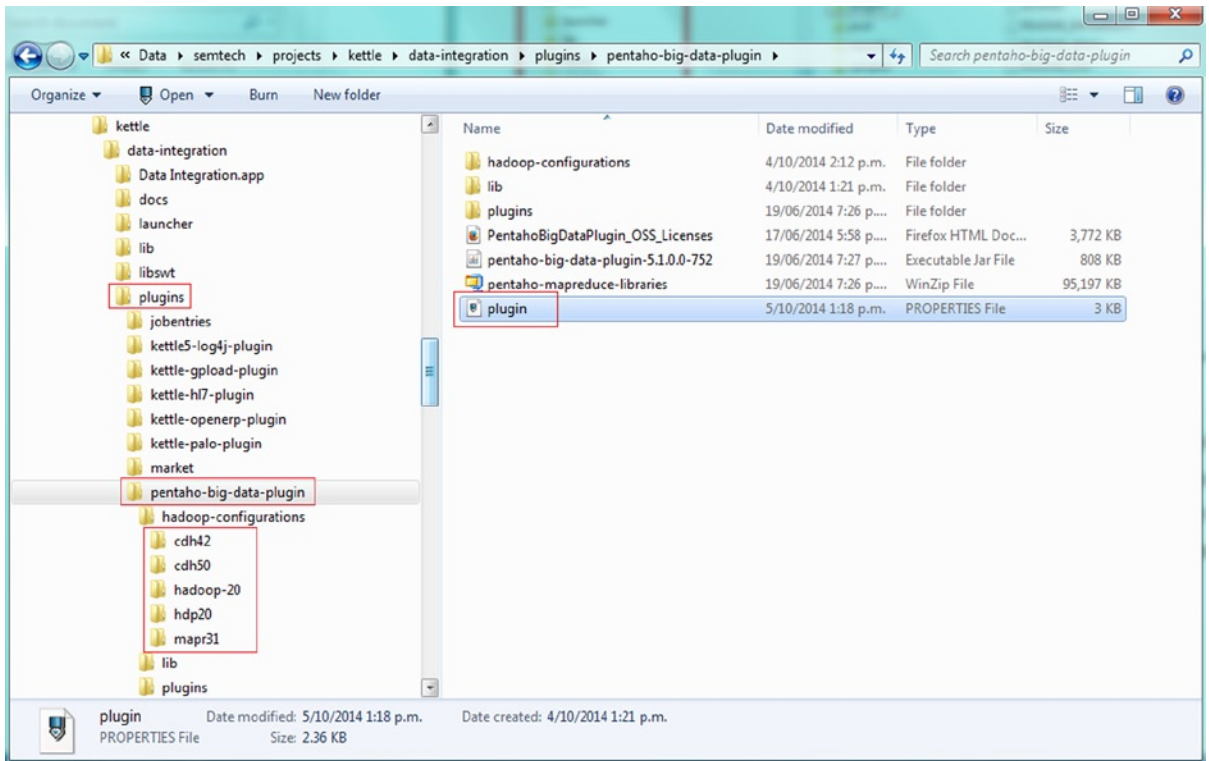 « Data ▸ semtech ▸ projects ▸ kettle ▸ data-integration ▸ plugins ▸ pentaho-big-data-plugin ▸
Search pentaho-big-data-plugin
Organize Open Burn New folder
kettle
data-integration
Data Integration.app
docs
launcher
lib
libswt
plugins
jobentries
kettle5-log4j-plugin
kettle-gpload-plugin
kettle-hl7-plugin
kettle-openerp-plugin
kettle-palo-plugin
market
pentaho-big-data-plugin
hadoop-configurations
cdh42
cdh50
hadoop-20
hdp20
mapr31
lib
plugins
Name Date modified Type Size
hadoop-configurations 4/10/2014 2:12 p.m. File folder
lib 4/10/2014 1:21 p.m. File folder
plugins 19/06/2014 7:26 p.... File folder
PentahoBigDataPlugin_OSS_Licenses 17/06/2014 5:58 p.... Firefox HTML Doc... 3,772 KB
pentaho-big-data-plugin-5.1.0.0-752 19/06/2014 7:27 p.... Executable Jar File 808 KB
pentaho-mapreduce-libraries 19/06/2014 7:26 p.... WinZip File 95,197 KB
plugin 5/10/2014 1:18 p.m. PROPERTIES File 3 KB
plugin Date modified: 5/10/2014 1:18 p.m. Date created: 4/10/2014 1:21 p.m.
PROPERTIES File Size: 2.36 KB